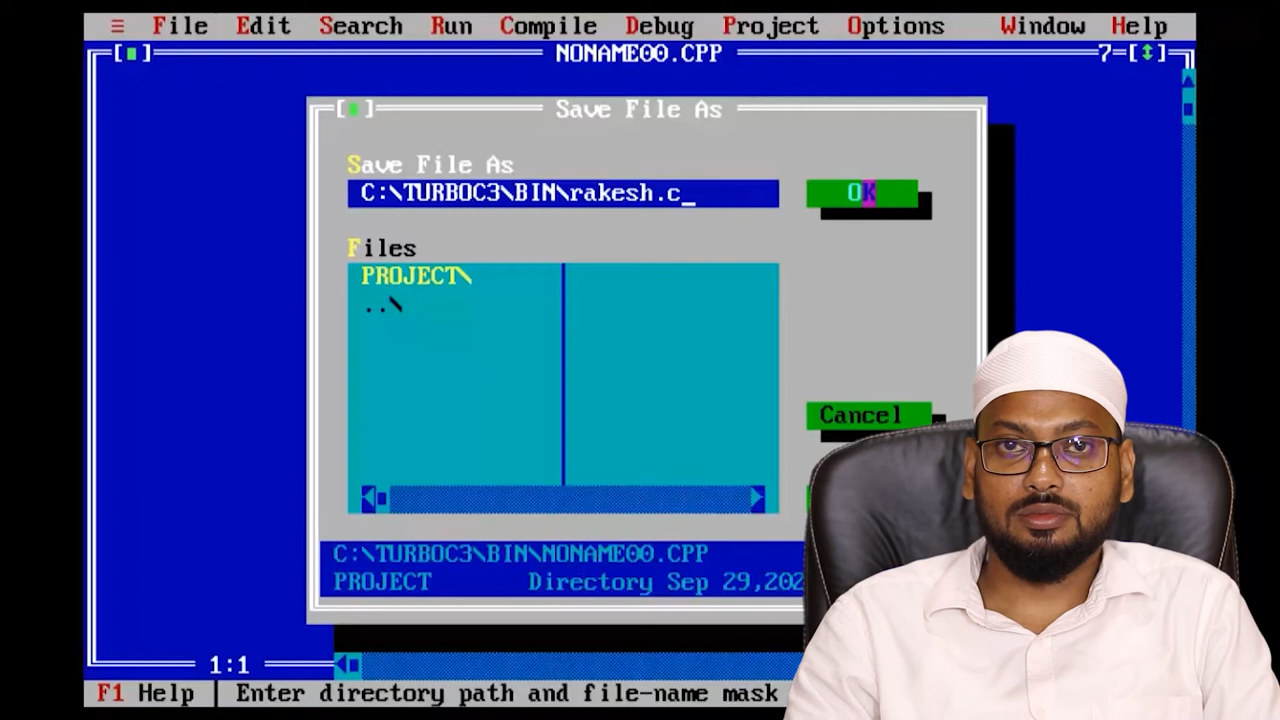 ≡ File Edit Search Run Compile Debug Project Options Window Help
[■] NONAME00.CPP 7=[↕]
[■] Save File As
Save File As
C:\TURBOC3\BIN\rakesh.c_
OK
Files
PROJECT\
..\
Cancel
C:\TURBOC3\BIN\NONAME00.CPP
PROJECT Directory Sep 29,202
1:1
F1 Help │ Enter directory path and file-name mask